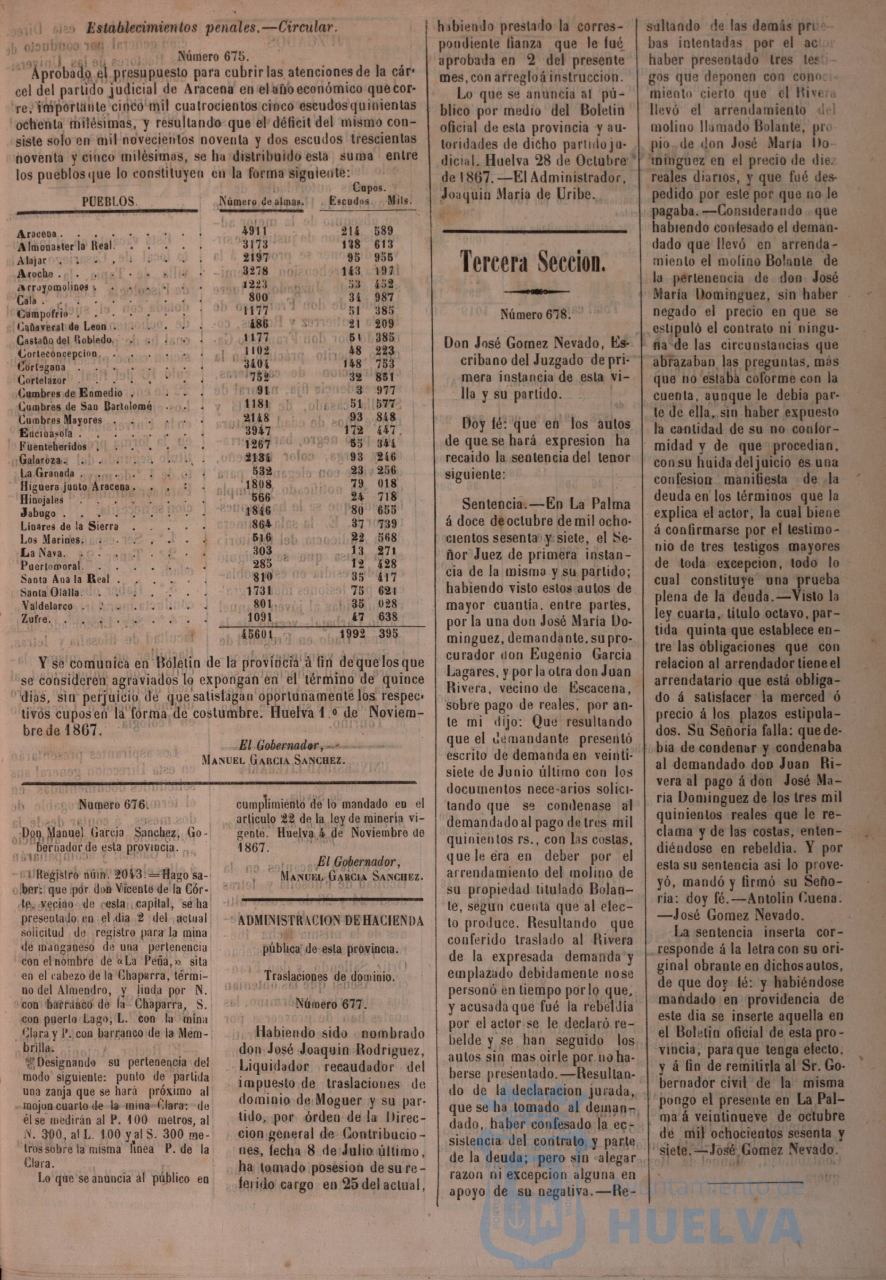 Establecimientos penales.—Circular.
Número 675.
Aprobado el presupuesto para cubrir las atenciones de la cár-
cel del partido judicial de Aracena en el año económico que cor-
re, importante cinco mil cuatrocientos cinco escudos quinientas
ochenta milésimas, y resultando que el déficit del mismo con-
siste solo en mil novecientos noventa y dos escudos trescientas
noventa y cinco milésimas, se ha distribuido esta suma entre
los pueblos que lo constituyen en la forma siguiente:
Cupos.
PUEBLOS. Número de almas. Escudos Mils.
Aracena. 4911 214 589
Almonaster la Real. 3173 138 613
Alajar 2197 95 955
Aroche 3278 143 197
Arroyomolinos 1223 53 452
Cala 800 34 987
Campofrio 1177 51 385
Cañaveral de Leon 486 21 209
Castaño del Robledo. 1177 51 385
Corteconcepcion. 1102 48 223
Cortegana 3404 148 753
Cortelazor 752 32 851
Cumbres de Enmedio 91 3 977
Cumbres de San Bartolomé 1181 51 577
Cumbres Mayores 2148 93 848
Encinasola 3947 172 447
Fuenteheridos 1267 55 344
Galaroza. 2134 93 246
La Granada 532 23 256
Higuera junto Aracena. 1808 79 018
Hinojales 566 24 718
Jabugo 1846 80 655
Linares de la Sierra 864 37 739
Los Marines. 516 22 568
La Nava. 303 13 271
Puertomoral. 285 12 428
Santa Ana la Real 810 35 417
Santa Olalla. 1731 75 621
Valdelarco 801 35 028
Zufre. 1091 47 638
45601 1992 395
Y se comunica en Boletin de la provincia á fin de que los que
se consideren agraviados lo expongan en el término de quince
dias, sin perjuicio de que satisfagan oportunamente los respec-
tivos cupos en la forma de costumbre. Huelva 1.º de Noviem-
bre de 1867.
El Gobernador,
MANUEL GARCIA SANCHEZ.
Número 676.
Don Manuel Garcia Sanchez, Go-
bernador de esta provincia.
Registro núm. 2043.—Hago sa-
ber: que por don Vicente de la Cór-
te, vecino de esta capital, se ha
presentado en el dia 2 del actual
solicitud de registro para la mina
de manganeso de una pertenencia
con el nombre de «La Peña,» sita
en el cabezo de la Chaparra, térmi-
no del Almendro, y linda por N.
con barranco de la Chaparra, S.
con puerto Lago, L. con la mina
Clara y P. con barranco de la Mem-
brilla.
Designando su pertenencia del
modo siguiente: punto de partida
una zanja que se hará próximo al
mojon cuarto de la mina Clara: de
él se medirán al P. 100 metros, al
N. 300, al L. 100 y al S. 300 me-
tros sobre la misma linea P. de la
Clara.
Lo que se anuncia al público en
cumplimiento de lo mandado en el
articulo 22 de la ley de mineria vi-
gente. Huelva 4 de Noviembre de
1867.
El Gobernador,
MANUEL GARCIA SANCHEZ.
ADMINISTRACION DE HACIENDA
pública de esta provincia.
Traslaciones de dominio.
Número 677.
Habiendo sido nombrado
don José Joaquin Rodriguez,
Liquidador recaudador del
impuesto de traslaciones de
dominio de Moguer y su par-
tido, por órden de la Direc-
cion general de Contribucio-
nes, fecha 8 de Julio último,
ha tomado posesion de su re-
ferido cargo en 25 del actual,
habiendo prestado la corres-
pondiente fianza que le fué
aprobada en 2 del presente
mes, con arreglo á instruccion.
Lo que se anuncia al pú-
blico por medio del Boletin
oficial de esta provincia y au-
toridades de dicho partido ju-
dicial. Huelva 28 de Octubre
de 1867.—El Administrador,
Joaquin Maria de Uribe.
Tercera Seccion.
Número 678.
Don José Gomez Nevado, Es-
cribano del Juzgado de pri-
mera instancia de esta vi-
lla y su partido.
Doy fé: que en los autos
de que se hará expresion ha
recaido la sentencia del tenor
siguiente:
Sentencia.—En La Palma
á doce de octubre de mil ocho-
cientos sesenta y siete, el Se-
ñor Juez de primera instan-
cia de la misma y su partido;
habiendo visto estos autos de
mayor cuantia, entre partes,
por la una don José María Do-
minguez, demandante, su pro-
curador don Eugenio Garcia
Lagares, y por la otra don Juan
Rivera, vecino de Escacena,
sobre pago de reales, por an-
te mi dijo: Que resultando
que el demandante presentó
escrito de demanda en veinti-
siete de Junio último con los
documentos necesarios solici-
tando que se condenase al
demandado al pago de tres mil
quinientos rs., con las costas,
que le era en deber por el
arrendamiento del molino de
su propiedad titulado Bolan-
te, segun cuenta que al efec-
to produce. Resultando que
conferido traslado al Rivera
de la expresada demanda y
emplazado debidamente no se
personó en tiempo por lo que,
y acusada que fué la rebeldia
por el actor se le declaró re-
belde y se han seguido los
autos sin mas oirle por no ha-
berse presentado.—Resultan-
do de la declaracion jurada,
que se ha tomado al deman-
dado, haber confesado la ec-
sistencia del contrato y parte
de la deuda; pero sin alegar
razon ni excepcion alguna en
apoyo de su negativa.—Re-
sultando de las demás prue-
bas intentadas por el actor
haber presentado tres testi-
gos que deponen con conoci-
miento cierto que el Rivera
llevó el arrendamiento del
molino llamado Bolante, pro
pio de don José María Do-
minguez en el precio de diez
reales diarios, y que fué des-
pedido por este por que no le
pagaba.—Considerando que
habiendo confesado el deman-
dado que llevó en arrenda-
miento el molino Bolante de
la pertenencia de don José
María Dominguez, sin haber
negado el precio en que se
estipuló el contrato ni ningu-
na de las circunstancias que
abrazaban las preguntas, mas
que no estaba coforme con la
cuenta, aunque le debia par-
te de ella, sin haber expuesto
la cantidad de su no confor-
midad y de que procedian,
con su huida del juicio es una
confesion manifiesta de la
deuda en los términos que la
explica el actor, la cual biene
á confirmarse por el testimo-
nio de tres testigos mayores
de toda excepcion, todo lo
cual constituye una prueba
plena de la deuda.—Visto la
ley cuarta, titulo octavo, par-
tida quinta que establece en-
tre las obligaciones que con
relacion al arrendador tiene el
arrendatario que está obliga-
do á satisfacer la merced ó
precio á los plazos estipula-
dos. Su Señoria falla: que de-
bia de condenar y condenaba
al demandado don Juan Ri-
vera al pago á don José Ma-
ria Dominguez de los tres mil
quinientos reales que le re-
clama y de las costas, enten-
diéndose en rebeldia. Y por
esta su sentencia asi lo prove-
yó, mandó y firmó su Seño-
ria: doy fé.—Antolin Cuena.
—José Gomez Nevado.
La sentencia inserta cor-
responde á la letra con su ori-
ginal obrante en dichos autos,
de que doy fé: y habiéndose
mandado en providencia de
este dia se inserte aquella en
el Boletin oficial de esta pro-
vincia, para que tenga efecto,
y á fin de remitirla al Sr. Go-
bernador civil de la misma
pongo el presente en La Pal-
ma á veintinueve de octubre
de mil ochocientos sesenta y
siete.—José Gomez Nevado.
Ayuntamiento de
HUELVA